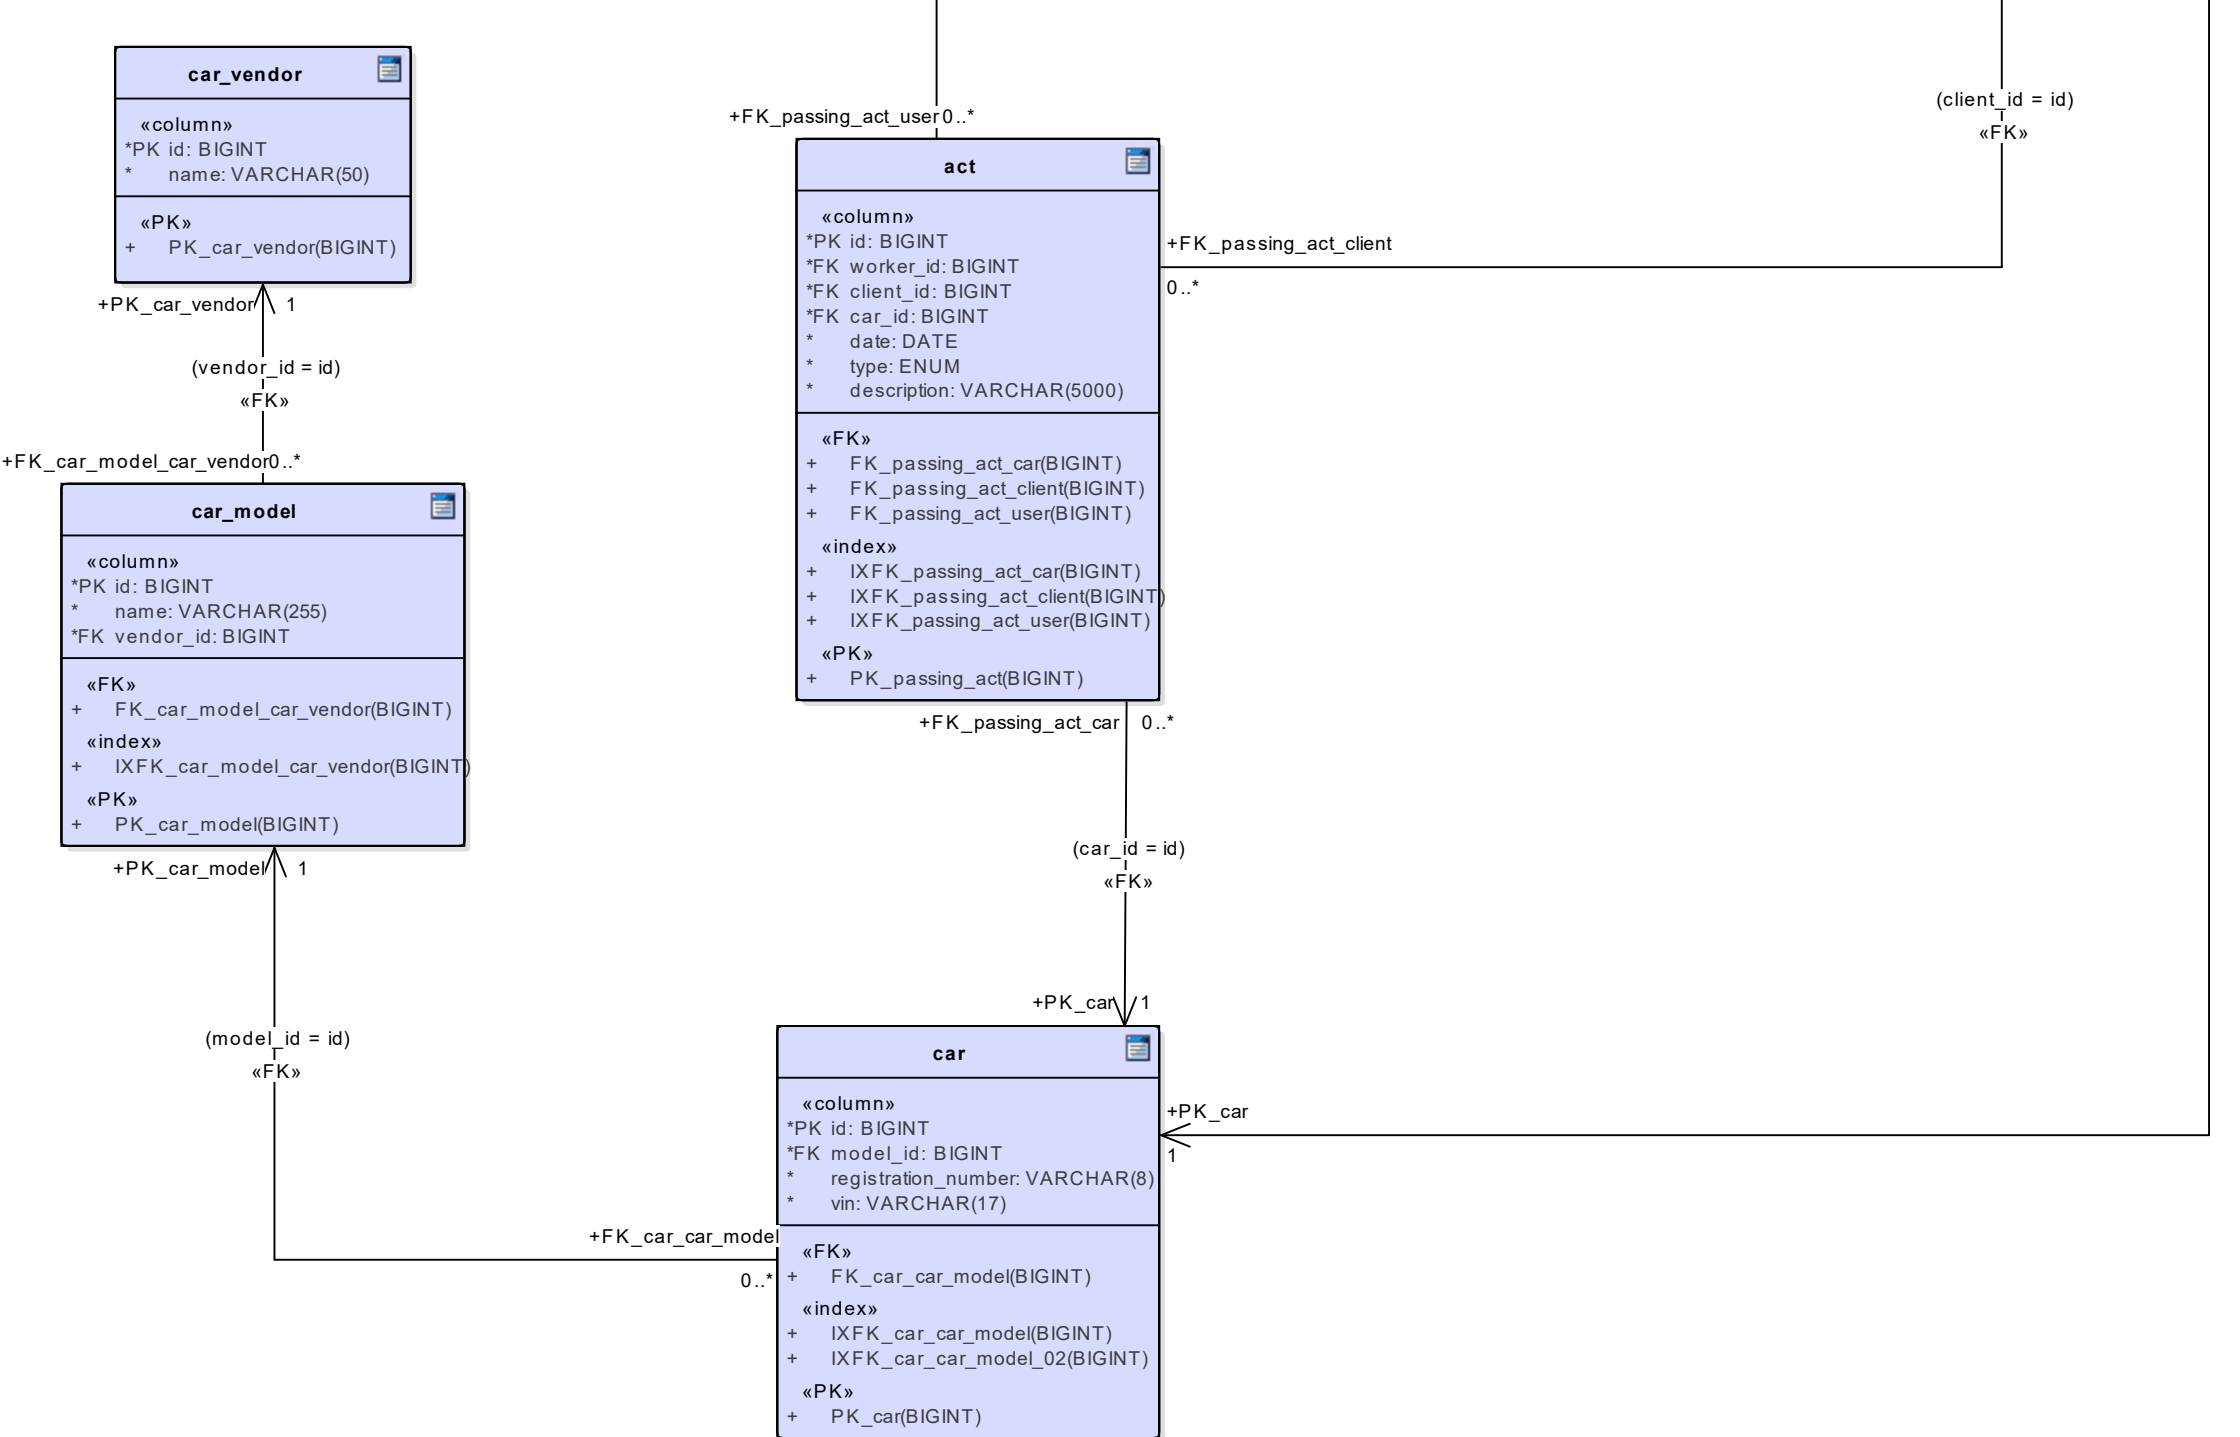 car_vendor
«column»
*PK id: BIGINT
* name: VARCHAR(50)
«PK»
+ PK_car_vendor(BIGINT)
+PK_car_vendor 1
(vendor_id = id)
«FK»
+FK_car_model_car_vendor 0..*
car_model
«column»
*PK id: BIGINT
* name: VARCHAR(255)
*FK vendor_id: BIGINT
«FK»
+ FK_car_model_car_vendor(BIGINT)
«index»
+ IXFK_car_model_car_vendor(BIGINT)
«PK»
+ PK_car_model(BIGINT)
+PK_car_model 1
(model_id = id)
«FK»
+FK_car_car_model
0..*
+FK_passing_act_user 0..*
act
«column»
*PK id: BIGINT
*FK worker_id: BIGINT
*FK client_id: BIGINT
*FK car_id: BIGINT
* date: DATE
* type: ENUM
* description: VARCHAR(5000)
«FK»
+ FK_passing_act_car(BIGINT)
+ FK_passing_act_client(BIGINT)
+ FK_passing_act_user(BIGINT)
«index»
+ IXFK_passing_act_car(BIGINT)
+ IXFK_passing_act_client(BIGINT)
+ IXFK_passing_act_user(BIGINT)
«PK»
+ PK_passing_act(BIGINT)
(client_id = id)
«FK»
+FK_passing_act_client
0..*
+FK_passing_act_car 0..*
(car_id = id)
«FK»
+PK_car 1
car
«column»
*PK id: BIGINT
*FK model_id: BIGINT
* registration_number: VARCHAR(8)
* vin: VARCHAR(17)
«FK»
+ FK_car_car_model(BIGINT)
«index»
+ IXFK_car_car_model(BIGINT)
+ IXFK_car_car_model_02(BIGINT)
«PK»
+ PK_car(BIGINT)
+PK_car
1